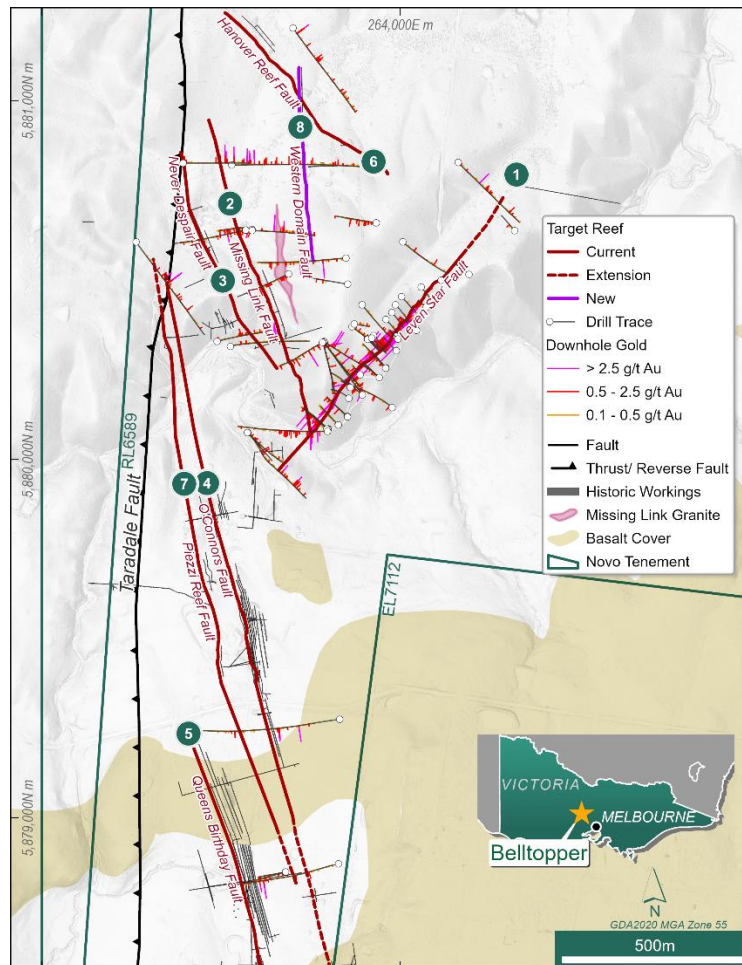 264,000E m
5,881,000N m
5,880,000N m
5,879,000N m
Hanover Reef Fault
8
6
1
Never Despair Fault
2
Western Domain Fault
Missing Link Fault
3
Leven Star Fault
Taradale Fault
RL6589
7
4
O'Connors Fault
Piezzi Reef Fault
EL7112
5
Queens Birthday Fault
Target Reef
Current
Extension
New
Drill Trace
Downhole Gold
> 2.5 g/t Au
0.5 - 2.5 g/t Au
0.1 - 0.5 g/t Au
Fault
Thrust/ Reverse Fault
Historic Workings
Missing Link Granite
Basalt Cover
Novo Tenement
VICTORIA
MELBOURNE
Belltopper
N
GDA2020 MGA Zone 55
500m